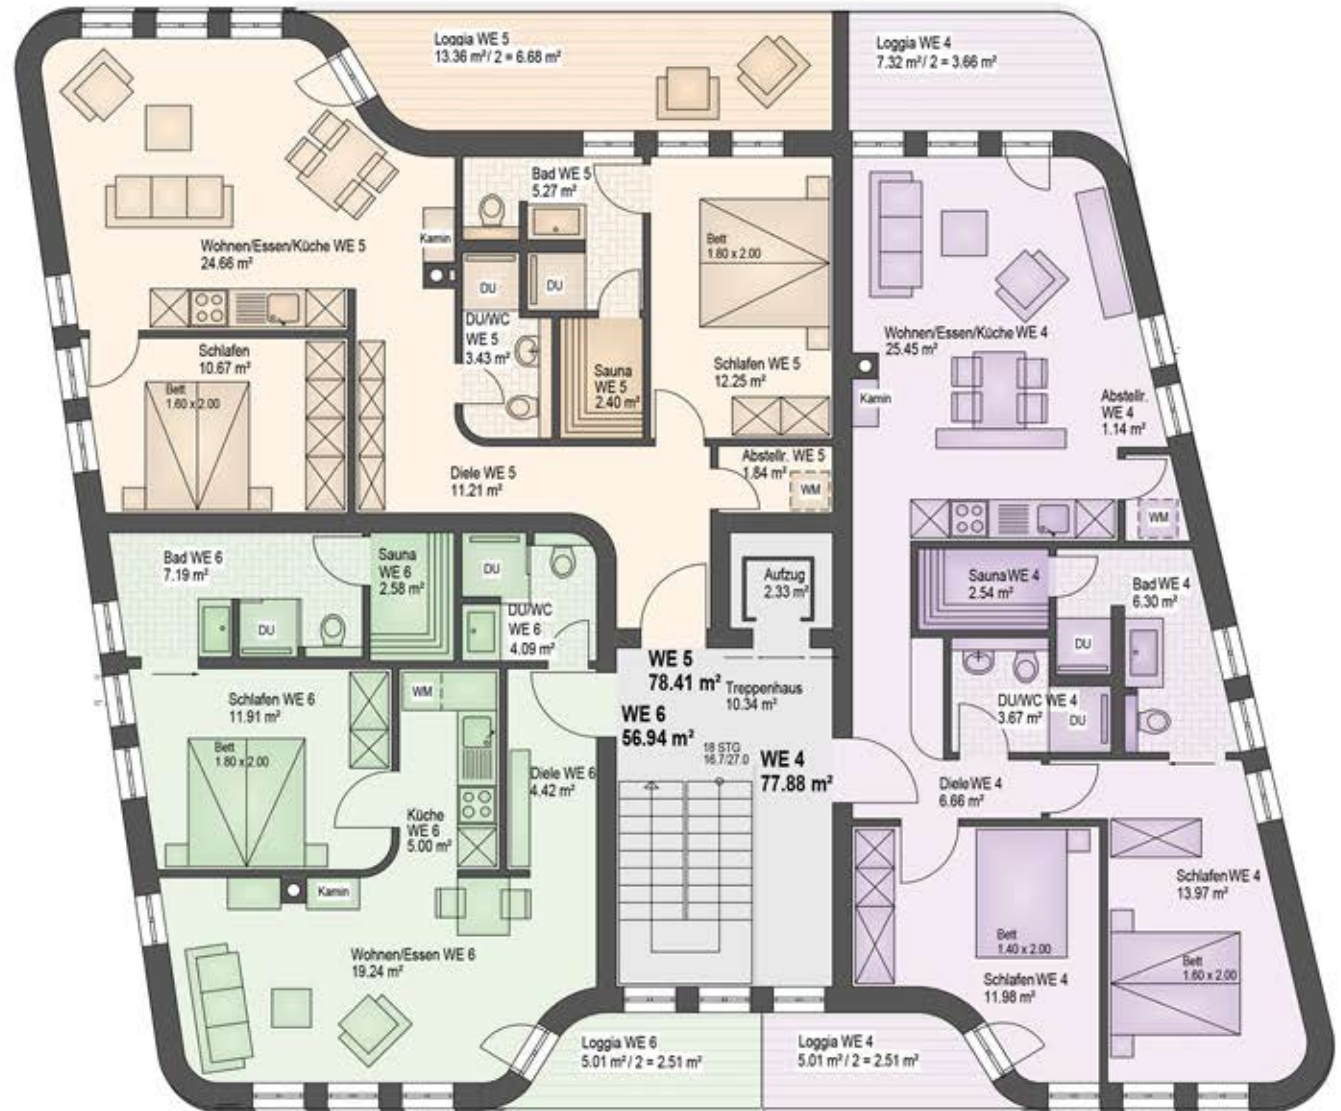 Loggia WE 5
13.36 m²/ 2 = 6.68 m²
Loggia WE 4
7.32 m²/ 2 = 3.66 m²
Bad WE 5
5.27 m²
Wohnen/Essen/Küche WE 5
24.66 m²
Kamin
Bett
1.80 x 2.00
DU
DU
DU/WC
WE 5
3.43 m²
Wohnen/Essen/Küche WE 4
25.45 m²
Schlafen
10.67 m²
Bett
1.60 x 2.00
Sauna
WE 5
2.40 m²
Schlafen WE 5
12.25 m²
Kamin
Abstellr.
WE 4
1.14 m²
Diele WE 5
11.21 m²
Abstellr. WE 5
1.84 m²
WM
WM
Bad WE 6
7.19 m²
Sauna
WE 6
2.58 m²
DU
Aufzug
2.33 m²
Sauna WE 4
2.54 m²
Bad WE 4
6.30 m²
DU
DU/WC
WE 6
4.09 m²
DU
WE 5
78.41 m²
Treppenhaus
10.34 m²
WM
Schlafen WE 6
11.91 m²
WE 6
56.94 m²
DU/WC WE 4
3.67 m²
DU
Bett
1.80 x 2.00
18 STG
16.7/27.0
WE 4
77.88 m²
Diele WE 6
4.42 m²
Diele WE 4
6.66 m²
Küche
WE 6
5.00 m²
Kamin
Schlafen WE 4
13.97 m²
Bett
1.40 x 2.00
Wohnen/Essen WE 6
19.24 m²
Bett
1.60 x 2.00
Schlafen WE 4
11.98 m²
Loggia WE 6
5.01 m²/ 2 = 2.51 m²
Loggia WE 4
5.01 m²/ 2 = 2.51 m²